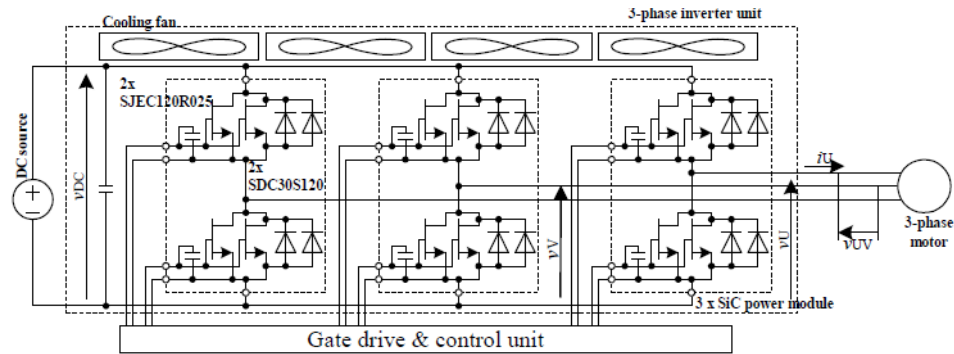 Cooling fan
3-phase inverter unit
2x
SJEC120R025
DC source
vDC
2x
SDC30S120
vV
vU
iU
vUV
3-phase
motor
3 x SiC power module
Gate drive & control unit